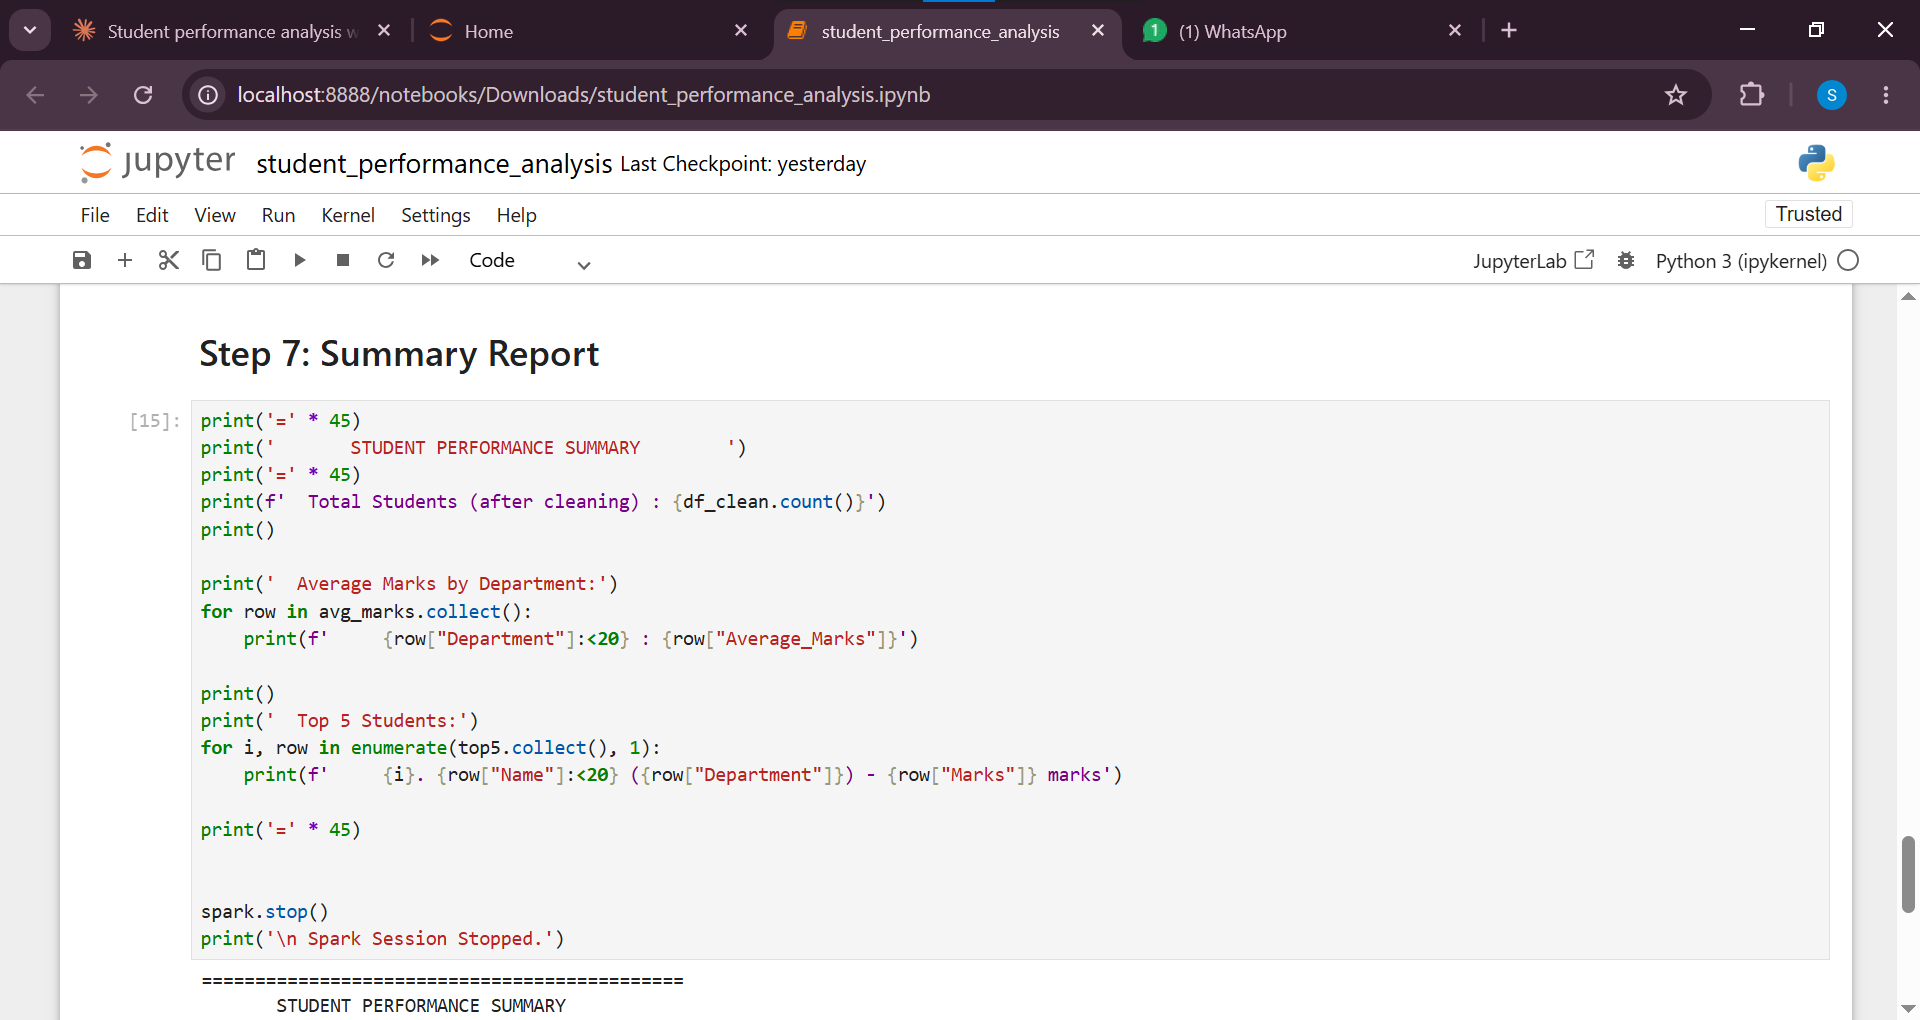 Student performance analysis w
Home
student_performance_analysis
1
(1) WhatsApp
localhost:8888/notebooks/Downloads/student_performance_analysis.ipynb
S
jupyter
student_performance_analysis Last Checkpoint: yesterday
File Edit View Run Kernel Settings Help
Trusted
Code
JupyterLab
Python 3 (ipykernel)
Step 7: Summary Report
[15]:
print('=' * 45)
print('       STUDENT PERFORMANCE SUMMARY        ')
print('=' * 45)
print(f'  Total Students (after cleaning) : {df_clean.count()}')
print()
print('  Average Marks by Department:')
for row in avg_marks.collect():
    print(f'     {row["Department"]:<20} : {row["Average_Marks"]}')
print()
print('  Top 5 Students:')
for i, row in enumerate(top5.collect(), 1):
    print(f'     {i}. {row["Name"]:<20} ({row["Department"]}) - {row["Marks"]} marks')
print('=' * 45)
spark.stop()
print('\n Spark Session Stopped.')
=============================================
       STUDENT PERFORMANCE SUMMARY